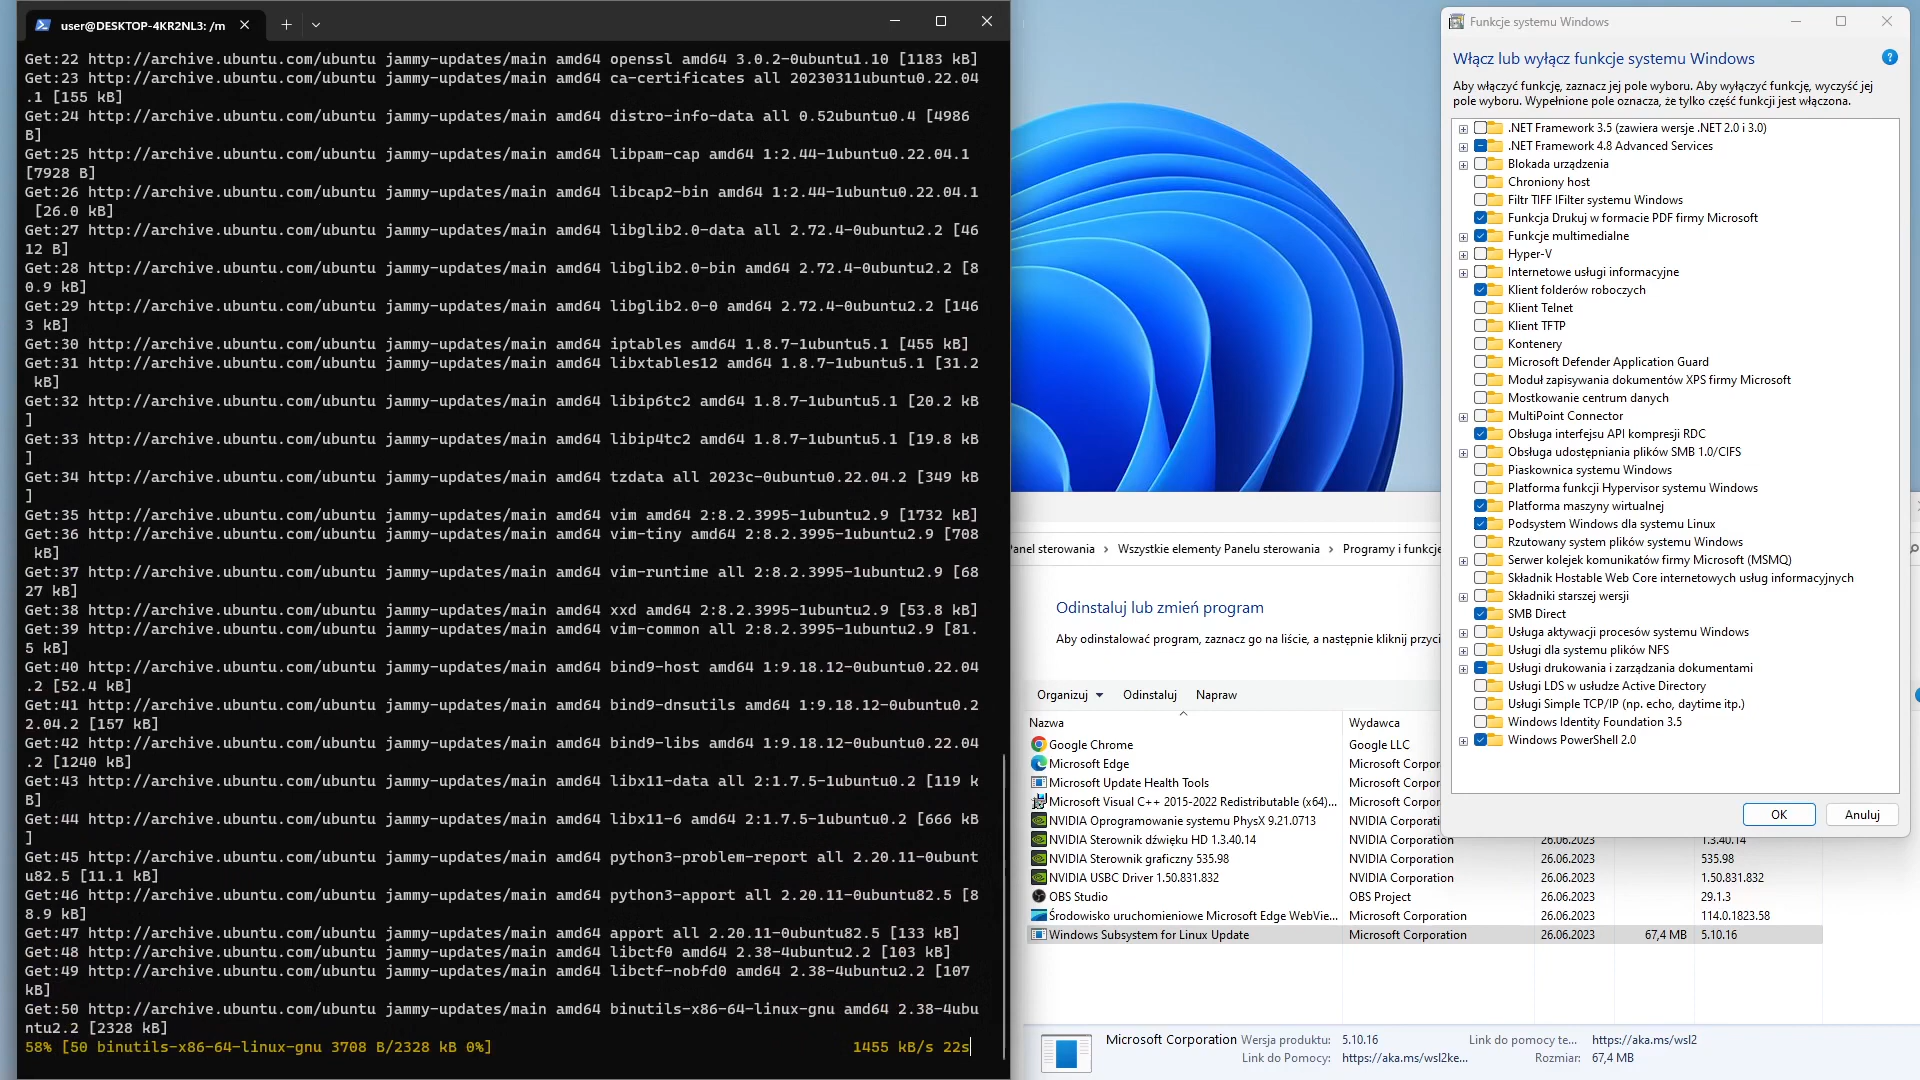 user@DESKTOP-4KR2NL3: /m
Get:22 http://archive.ubuntu.com/ubuntu jammy-updates/main amd64 openssl amd64 3.0.2-0ubuntu1.10 [1183 kB]
Get:23 http://archive.ubuntu.com/ubuntu jammy-updates/main amd64 ca-certificates all 20230311ubuntu0.22.04
.1 [155 kB]
Get:24 http://archive.ubuntu.com/ubuntu jammy-updates/main amd64 distro-info-data all 0.52ubuntu0.4 [4986
B]
Get:25 http://archive.ubuntu.com/ubuntu jammy-updates/main amd64 libpam-cap amd64 1:2.44-1ubuntu0.22.04.1
[7928 B]
Get:26 http://archive.ubuntu.com/ubuntu jammy-updates/main amd64 libcap2-bin amd64 1:2.44-1ubuntu0.22.04.1
[26.0 kB]
Get:27 http://archive.ubuntu.com/ubuntu jammy-updates/main amd64 libglib2.0-data all 2.72.4-0ubuntu2.2 [46
12 B]
Get:28 http://archive.ubuntu.com/ubuntu jammy-updates/main amd64 libglib2.0-bin amd64 2.72.4-0ubuntu2.2 [8
0.9 kB]
Get:29 http://archive.ubuntu.com/ubuntu jammy-updates/main amd64 libglib2.0-0 amd64 2.72.4-0ubuntu2.2 [146
3 kB]
Get:30 http://archive.ubuntu.com/ubuntu jammy-updates/main amd64 iptables amd64 1.8.7-1ubuntu5.1 [455 kB]
Get:31 http://archive.ubuntu.com/ubuntu jammy-updates/main amd64 libxtables12 amd64 1.8.7-1ubuntu5.1 [31.2
kB]
Get:32 http://archive.ubuntu.com/ubuntu jammy-updates/main amd64 libip6tc2 amd64 1.8.7-1ubuntu5.1 [20.2 kB
]
Get:33 http://archive.ubuntu.com/ubuntu jammy-updates/main amd64 libip4tc2 amd64 1.8.7-1ubuntu5.1 [19.8 kB
]
Get:34 http://archive.ubuntu.com/ubuntu jammy-updates/main amd64 tzdata all 2023c-0ubuntu0.22.04.2 [349 kB
]
Get:35 http://archive.ubuntu.com/ubuntu jammy-updates/main amd64 vim amd64 2:8.2.3995-1ubuntu2.9 [1732 kB]
Get:36 http://archive.ubuntu.com/ubuntu jammy-updates/main amd64 vim-tiny amd64 2:8.2.3995-1ubuntu2.9 [708
kB]
Get:37 http://archive.ubuntu.com/ubuntu jammy-updates/main amd64 vim-runtime all 2:8.2.3995-1ubuntu2.9 [68
27 kB]
Get:38 http://archive.ubuntu.com/ubuntu jammy-updates/main amd64 xxd amd64 2:8.2.3995-1ubuntu2.9 [53.8 kB]
Get:39 http://archive.ubuntu.com/ubuntu jammy-updates/main amd64 vim-common all 2:8.2.3995-1ubuntu2.9 [81.
5 kB]
Get:40 http://archive.ubuntu.com/ubuntu jammy-updates/main amd64 bind9-host amd64 1:9.18.12-0ubuntu0.22.04
.2 [52.4 kB]
Get:41 http://archive.ubuntu.com/ubuntu jammy-updates/main amd64 bind9-dnsutils amd64 1:9.18.12-0ubuntu0.2
2.04.2 [157 kB]
Get:42 http://archive.ubuntu.com/ubuntu jammy-updates/main amd64 bind9-libs amd64 1:9.18.12-0ubuntu0.22.04
.2 [1240 kB]
Get:43 http://archive.ubuntu.com/ubuntu jammy-updates/main amd64 libx11-data all 2:1.7.5-1ubuntu0.2 [119 k
B]
Get:44 http://archive.ubuntu.com/ubuntu jammy-updates/main amd64 libx11-6 amd64 2:1.7.5-1ubuntu0.2 [666 kB
]
Get:45 http://archive.ubuntu.com/ubuntu jammy-updates/main amd64 python3-problem-report all 2.20.11-0ubunt
u82.5 [11.1 kB]
Get:46 http://archive.ubuntu.com/ubuntu jammy-updates/main amd64 python3-apport all 2.20.11-0ubuntu82.5 [8
8.9 kB]
Get:47 http://archive.ubuntu.com/ubuntu jammy-updates/main amd64 apport all 2.20.11-0ubuntu82.5 [133 kB]
Get:48 http://archive.ubuntu.com/ubuntu jammy-updates/main amd64 libctf0 amd64 2.38-4ubuntu2.2 [103 kB]
Get:49 http://archive.ubuntu.com/ubuntu jammy-updates/main amd64 libctf-nobfd0 amd64 2.38-4ubuntu2.2 [107
kB]
Get:50 http://archive.ubuntu.com/ubuntu jammy-updates/main amd64 binutils-x86-64-linux-gnu amd64 2.38-4ubu
ntu2.2 [2328 kB]
58% [50 binutils-x86-64-linux-gnu 3708 B/2328 kB 0%] 1455 kB/s 22s
Funkcje systemu Windows
Włącz lub wyłącz funkcje systemu Windows
Aby włączyć funkcję, zaznacz jej pole wyboru. Aby wyłączyć funkcję, wyczyść jej
pole wyboru. Wypełnione pole oznacza, że tylko część funkcji jest włączona.
.NET Framework 3.5 (zawiera wersje .NET 2.0 i 3.0)
.NET Framework 4.8 Advanced Services
Blokada urządzenia
Chroniony host
Filtr TIFF IFilter systemu Windows
Funkcja Drukuj w formacie PDF firmy Microsoft
Funkcje multimedialne
Hyper-V
Internetowe usługi informacyjne
Klient folderów roboczych
Klient Telnet
Klient TFTP
Kontenery
Microsoft Defender Application Guard
Moduł zapisywania dokumentów XPS firmy Microsoft
Mostkowanie centrum danych
MultiPoint Connector
Obsługa interfejsu API kompresji RDC
Obsługa udostępniania plików SMB 1.0/CIFS
Piaskownica systemu Windows
Platforma funkcji Hypervisor systemu Windows
Platforma maszyny wirtualnej
Podsystem Windows dla systemu Linux
Rzutowany system plików systemu Windows
Serwer kolejek komunikatów firmy Microsoft (MSMQ)
Składnik Hostable Web Core internetowych usług informacyjnych
Składniki starszej wersji
SMB Direct
Usługa aktywacji procesów systemu Windows
Usługi dla systemu plików NFS
Usługi drukowania i zarządzania dokumentami
Usługi LDS w usłudze Active Directory
Usługi Simple TCP/IP (np. echo, daytime itp.)
Windows Identity Foundation 3.5
Windows PowerShell 2.0
OK Anuluj
Panel sterowania › Wszystkie elementy Panelu sterowania › Programy i funkcje
Odinstaluj lub zmień program
Aby odinstalować program, zaznacz go na liście, a następnie kliknij przyci
Organizuj Odinstaluj Napraw
Nazwa Wydawca
Google Chrome Google LLC
Microsoft Edge Microsoft Corpor
Microsoft Update Health Tools Microsoft Corpor
Microsoft Visual C++ 2015-2022 Redistributable (x64)... Microsoft Corpor
NVIDIA Oprogramowanie systemu PhysX 9.21.0713 NVIDIA Corporati
NVIDIA Sterownik dźwięku HD 1.3.40.14 NVIDIA Corporation 26.06.2023 1.3.40.14
NVIDIA Sterownik graficzny 535.98 NVIDIA Corporation 26.06.2023 535.98
NVIDIA USBC Driver 1.50.831.832 NVIDIA Corporation 26.06.2023 1.50.831.832
OBS Studio OBS Project 26.06.2023 29.1.3
Środowisko uruchomieniowe Microsoft Edge WebVie... Microsoft Corporation 26.06.2023 114.0.1823.58
Windows Subsystem for Linux Update Microsoft Corporation 26.06.2023 67,4 MB 5.10.16
Microsoft Corporation Wersja produktu: 5.10.16 Link do pomocy te... https://aka.ms/wsl2
Link do Pomocy: https://aka.ms/wsl2ke... Rozmiar: 67,4 MB